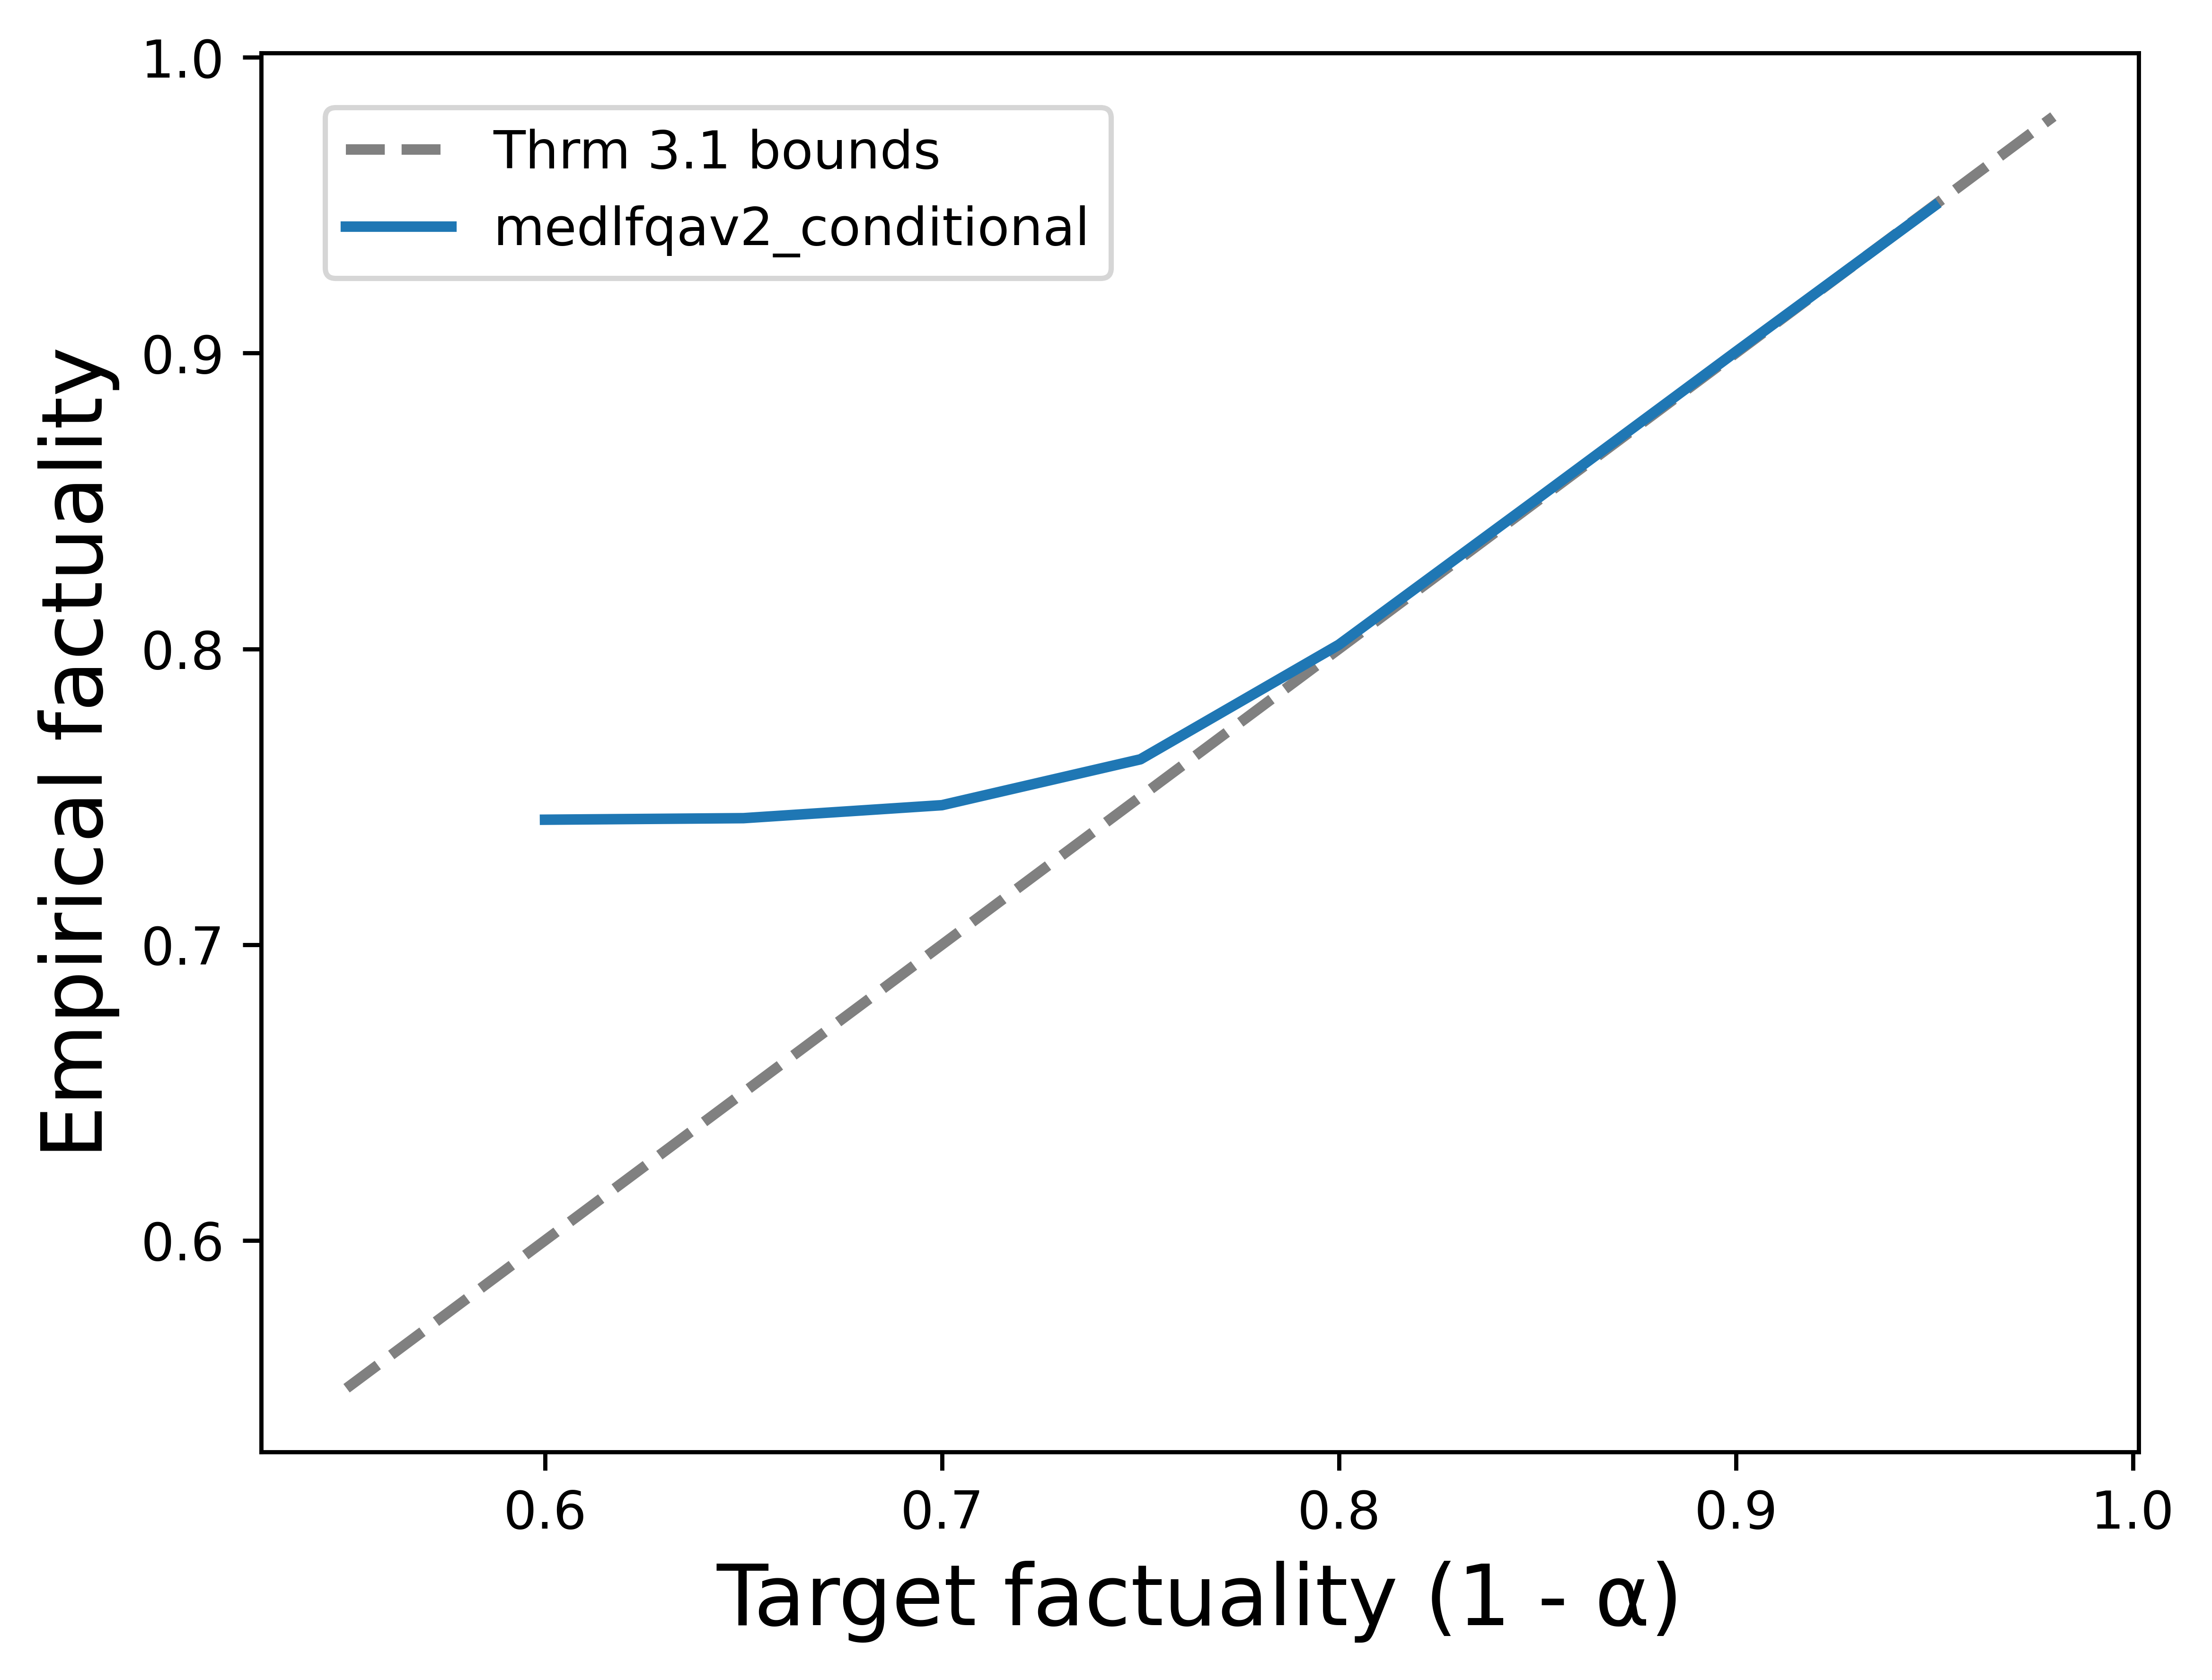 Thrm 3.1 bounds
medlfqav2_conditional
Empirical factuality
1.0
0.9
0.8
0.7
0.6
0.6 0.7 0.8 0.9 1.0
Target factuality (1 - α)